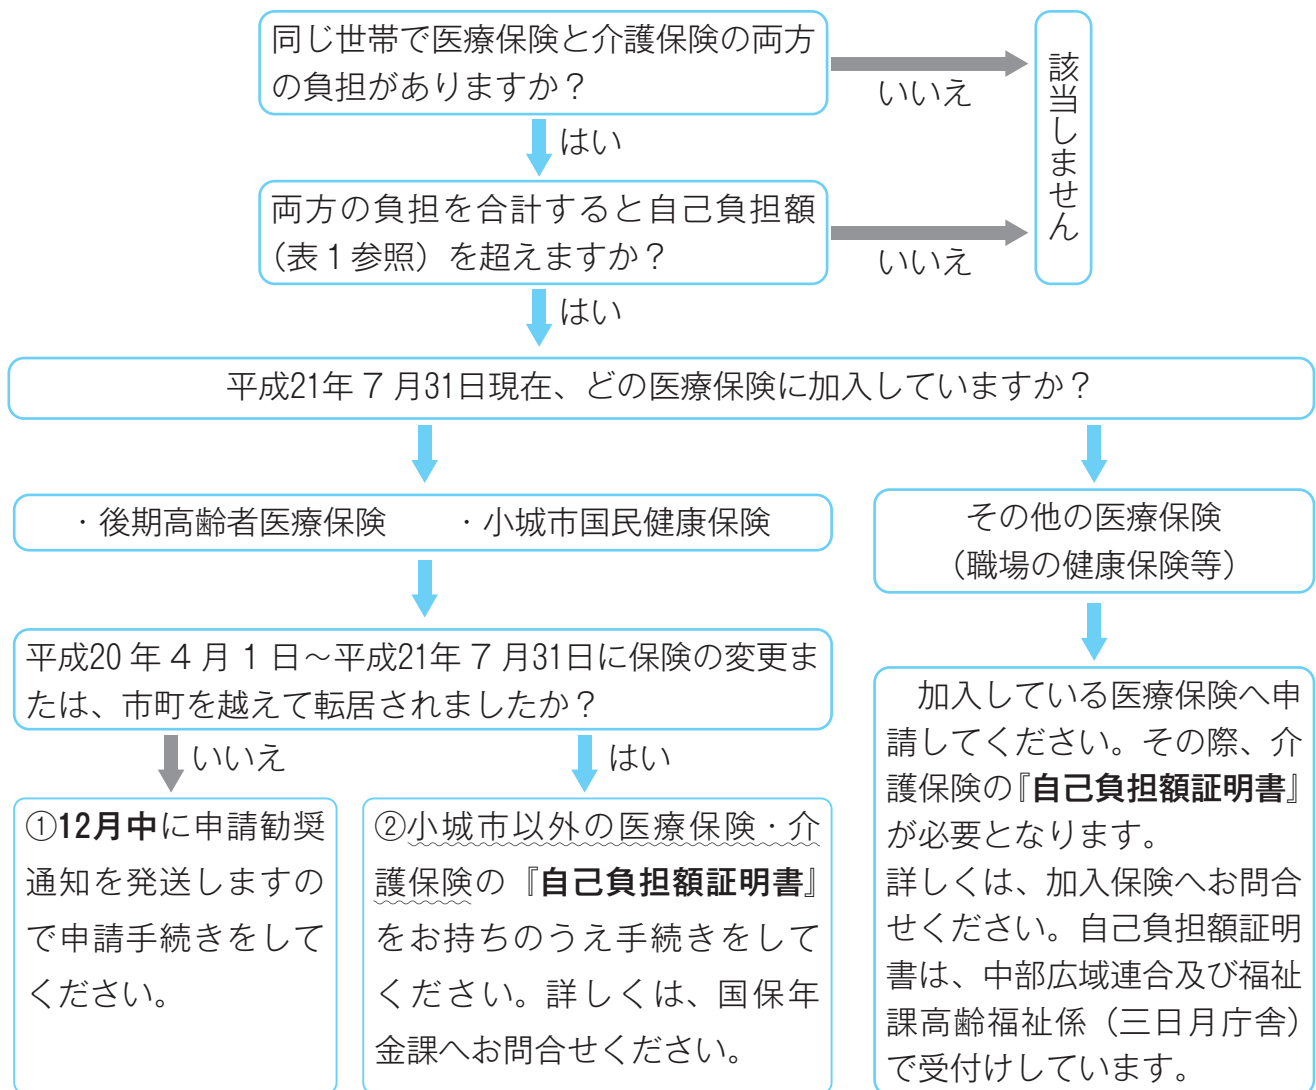 同じ世帯で医療保険と介護保険の両方
の負担がありますか？
いいえ
該当しません
はい
両方の負担を合計すると自己負担額
（表１参照）を超えますか？
いいえ
はい
平成21年７月31日現在、どの医療保険に加入していますか？
・後期高齢者医療保険　・小城市国民健康保険
その他の医療保険
（職場の健康保険等）
平成20年４月１日～平成21年７月31日に保険の変更ま
たは、市町を越えて転居されましたか？
いいえ
はい
①12月中に申請勧奨
通知を発送しますの
で申請手続きをして
ください。
②小城市以外の医療保険・介
護保険の『自己負担額証明書』
をお持ちのうえ手続きをして
ください。詳しくは、国保年
金課へお問合せください。
加入している医療保険へ申
請してください。その際、介
護保険の『自己負担額証明書』
が必要となります。
詳しくは、加入保険へお問合
せください。自己負担額証明
書は、中部広域連合及び福祉
課高齢福祉係（三日月庁舎）
で受付けしています。